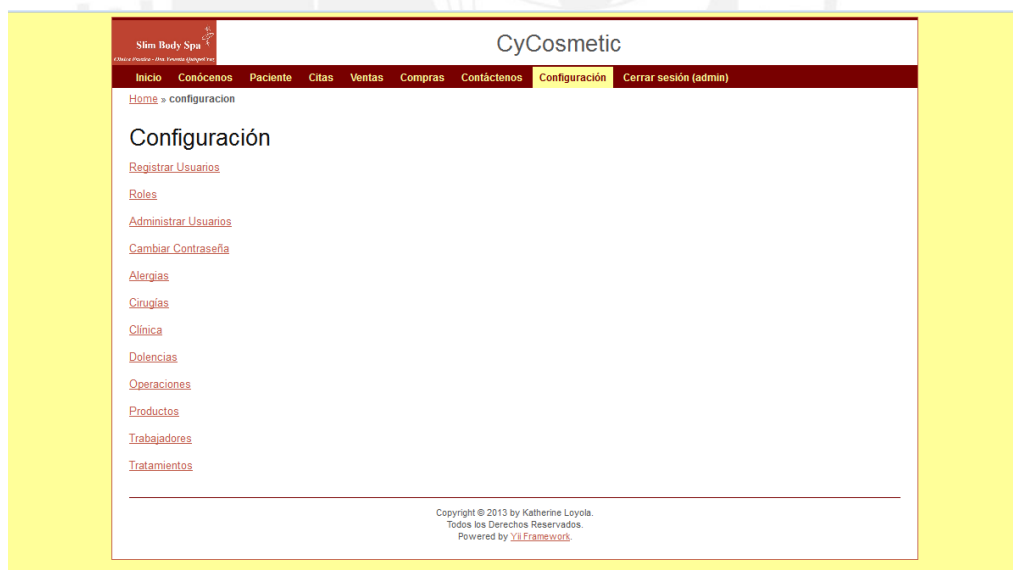 Slim Body Spa
CyCosmetic
Inicio Conócenos Paciente Citas Ventas Compras Contáctenos Configuración Cerrar sesión (admin)
Home » configuracion
Configuración
Registrar Usuarios
Roles
Administrar Usuarios
Cambiar Contraseña
Alergias
Cirugías
Clínica
Dolencias
Operaciones
Productos
Trabajadores
Tratamientos
Copyright © 2013 by Katherine Loyola.
Todos los Derechos Reservados.
Powered by Yii Framework.